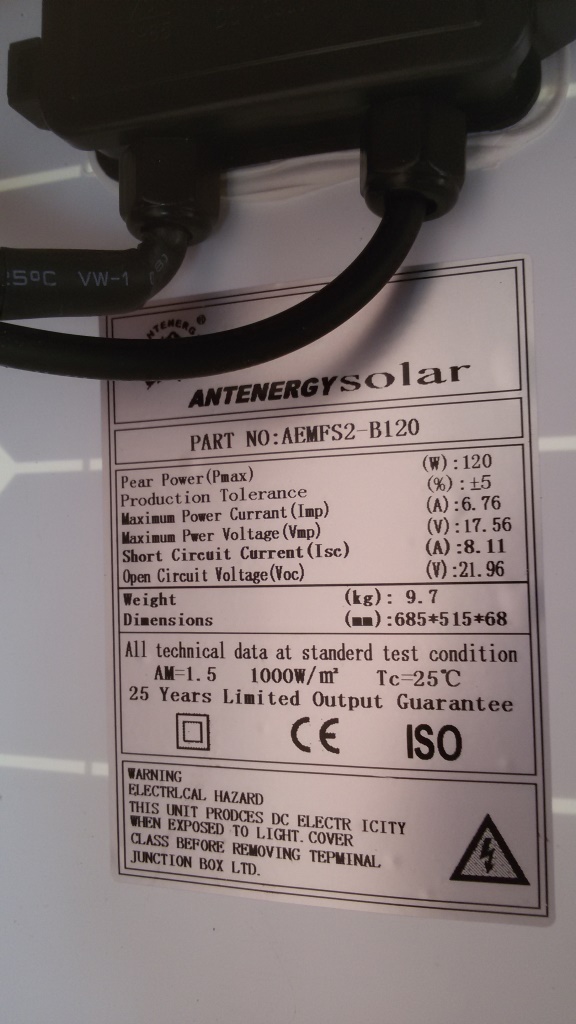 25ºC VW-1
ANTENERG ®
ANTENERGYsolar
PART NO:AEMFS2-B120
Pear Power(Pmax) (W):120
Production Tolerance (%):±5
Maximum Power Currant(Imp) (A):6.76
Maximum Pwer Voltage(Vmp) (V):17.56
Short Circuit Current(Isc) (A):8.11
Open Circuit Voltage(Voc) (V):21.96
Weight (kg): 9.7
Dimensions (mm):685*515*68
All technical data at standerd test condition
AM=1.5 1000W/m² Tc=25℃
25 Years Limited Output Guarantee
CE ISO
WARNING
ELECTRLCAL HAZARD
THIS UNIT PRODCES DC ELECTR ICITY
WHEN EXPOSED TO LIGHT. COVER
CLASS BEFORE REMOVING TEPMINAL
JUNCTION BOX LTD.